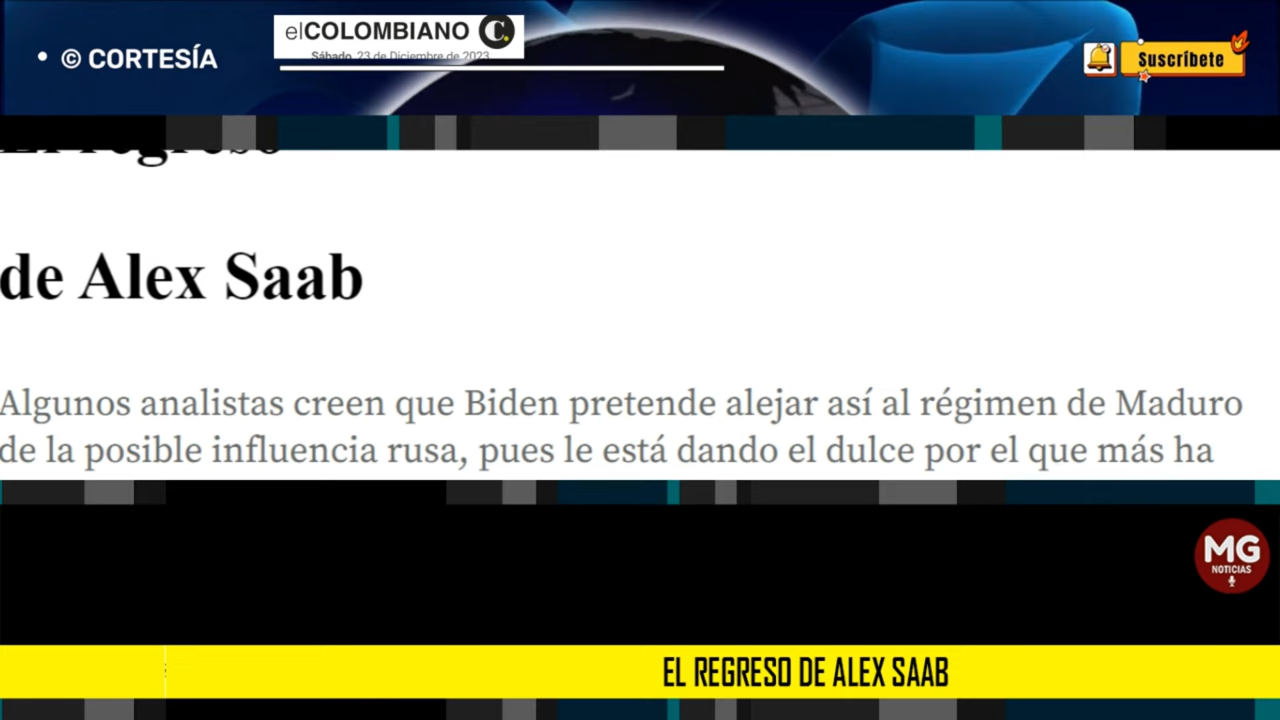 • © CORTESÍA
elCOLOMBIANO C.
Sábado, 23 de Diciembre de 2023
Suscríbete
El regreso
de Alex Saab
Algunos analistas creen que Biden pretende alejar así al régimen de Maduro
de la posible influencia rusa, pues le está dando el dulce por el que más ha
MG
NOTICIAS
EL REGRESO DE ALEX SAAB